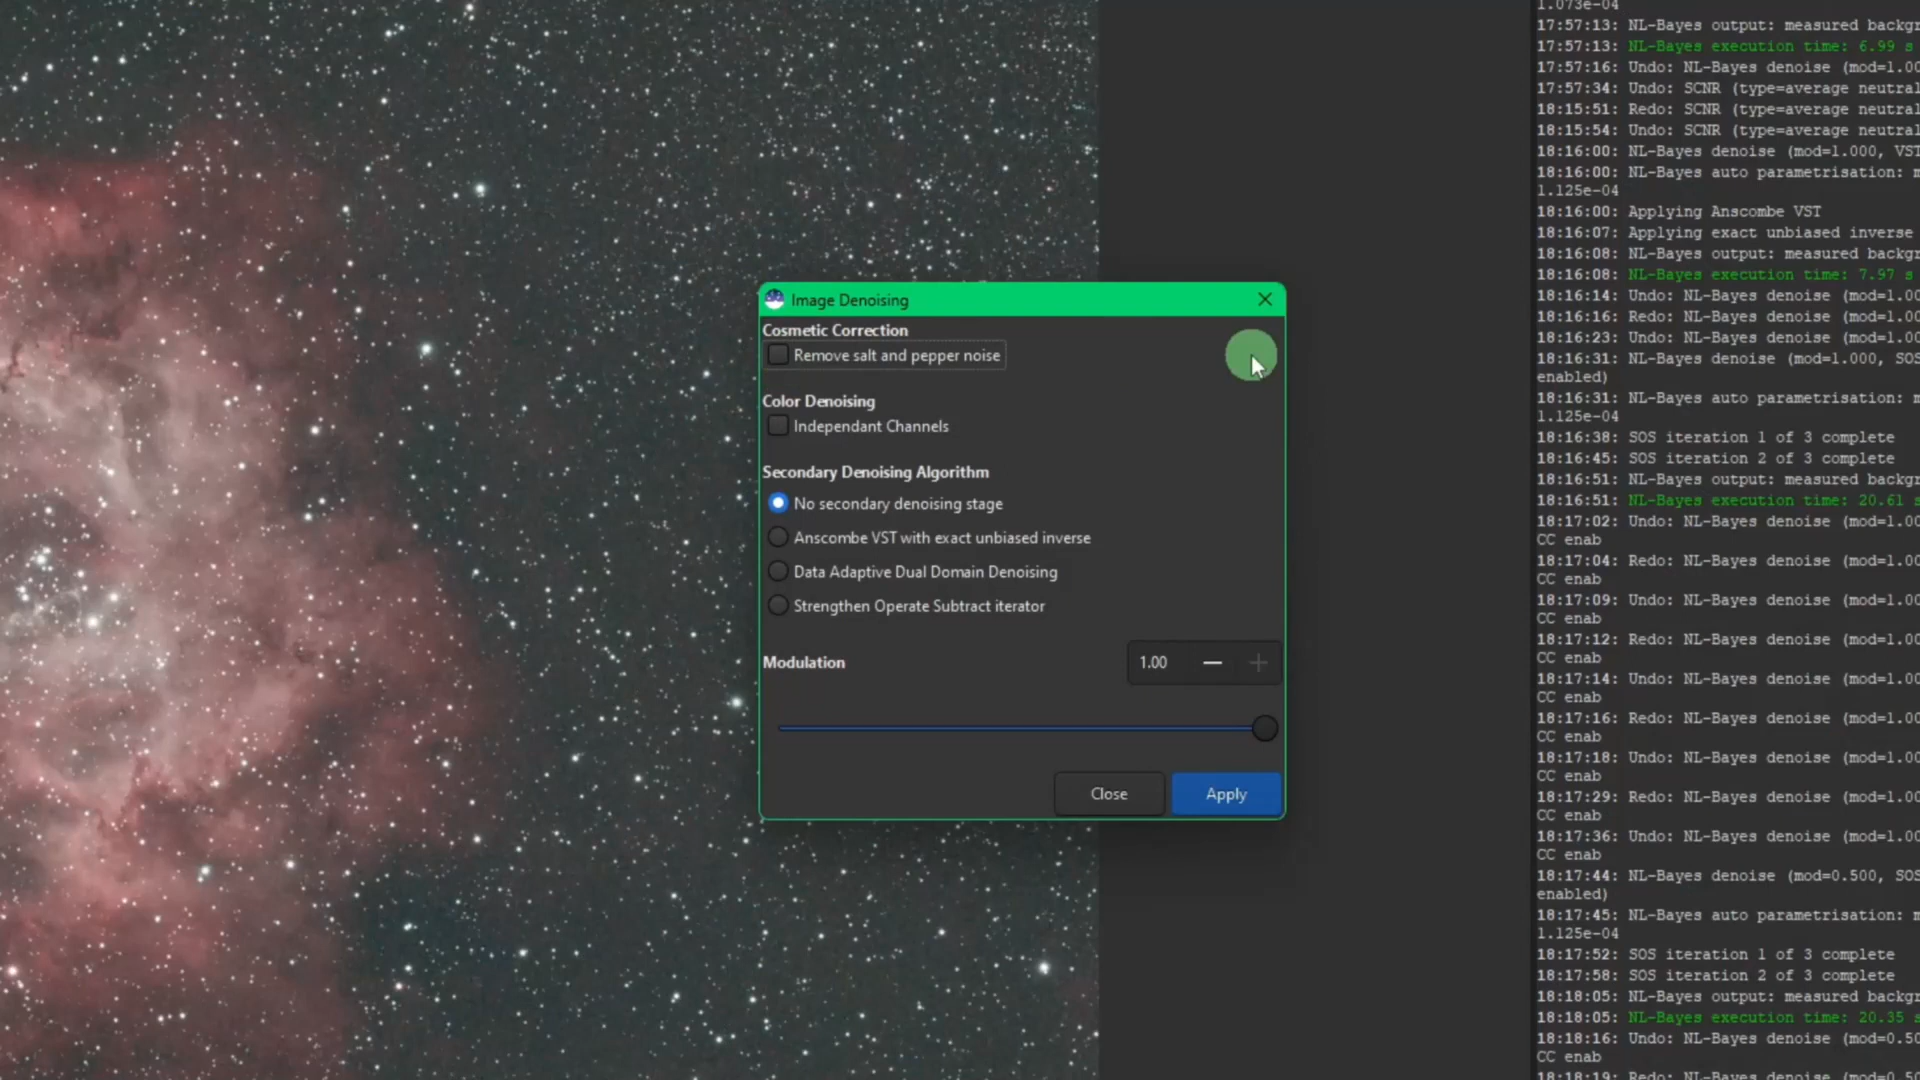 Image Denoising
Cosmetic Correction
Remove salt and pepper noise
Color Denoising
Independant Channels
Secondary Denoising Algorithm
No secondary denoising stage
Anscombe VST with exact unbiased inverse
Data Adaptive Dual Domain Denoising
Strengthen Operate Subtract iterator
Modulation
1.00
Close
Apply
1.073e-04
17:57:13: NL-Bayes output: measured backgr
17:57:13: NL-Bayes execution time: 6.99 s
17:57:16: Undo: NL-Bayes denoise (mod=1.00
17:57:34: Undo: SCNR (type=average neutral
18:15:51: Redo: SCNR (type=average neutral
18:15:54: Undo: SCNR (type=average neutral
18:16:00: NL-Bayes denoise (mod=1.000, VST
18:16:00: NL-Bayes auto parametrisation: m
1.125e-04
18:16:00: Applying Anscombe VST
18:16:07: Applying exact unbiased inverse
18:16:08: NL-Bayes output: measured backgr
18:16:08: NL-Bayes execution time: 7.97 s
18:16:14: Undo: NL-Bayes denoise (mod=1.00
18:16:16: Redo: NL-Bayes denoise (mod=1.00
18:16:23: Undo: NL-Bayes denoise (mod=1.00
18:16:31: NL-Bayes denoise (mod=1.000, SOS
enabled)
18:16:31: NL-Bayes auto parametrisation: m
1.125e-04
18:16:38: SOS iteration 1 of 3 complete
18:16:45: SOS iteration 2 of 3 complete
18:16:51: NL-Bayes output: measured backgr
18:16:51: NL-Bayes execution time: 20.61 s
18:17:02: Undo: NL-Bayes denoise (mod=1.00
CC enab
18:17:04: Redo: NL-Bayes denoise (mod=1.00
CC enab
18:17:09: Undo: NL-Bayes denoise (mod=1.00
CC enab
18:17:12: Redo: NL-Bayes denoise (mod=1.00
CC enab
18:17:14: Undo: NL-Bayes denoise (mod=1.00
CC enab
18:17:16: Redo: NL-Bayes denoise (mod=1.00
CC enab
18:17:18: Undo: NL-Bayes denoise (mod=1.00
CC enab
18:17:29: Redo: NL-Bayes denoise (mod=1.00
CC enab
18:17:36: Undo: NL-Bayes denoise (mod=1.00
CC enab
18:17:44: NL-Bayes denoise (mod=0.500, SOS
enabled)
18:17:45: NL-Bayes auto parametrisation: m
1.125e-04
18:17:52: SOS iteration 1 of 3 complete
18:17:58: SOS iteration 2 of 3 complete
18:18:05: NL-Bayes output: measured backgr
18:18:05: NL-Bayes execution time: 20.35 s
18:18:16: Undo: NL-Bayes denoise (mod=0.50
CC enab
18:18:19: Redo: NL-Bayes denoise (mod=0.50